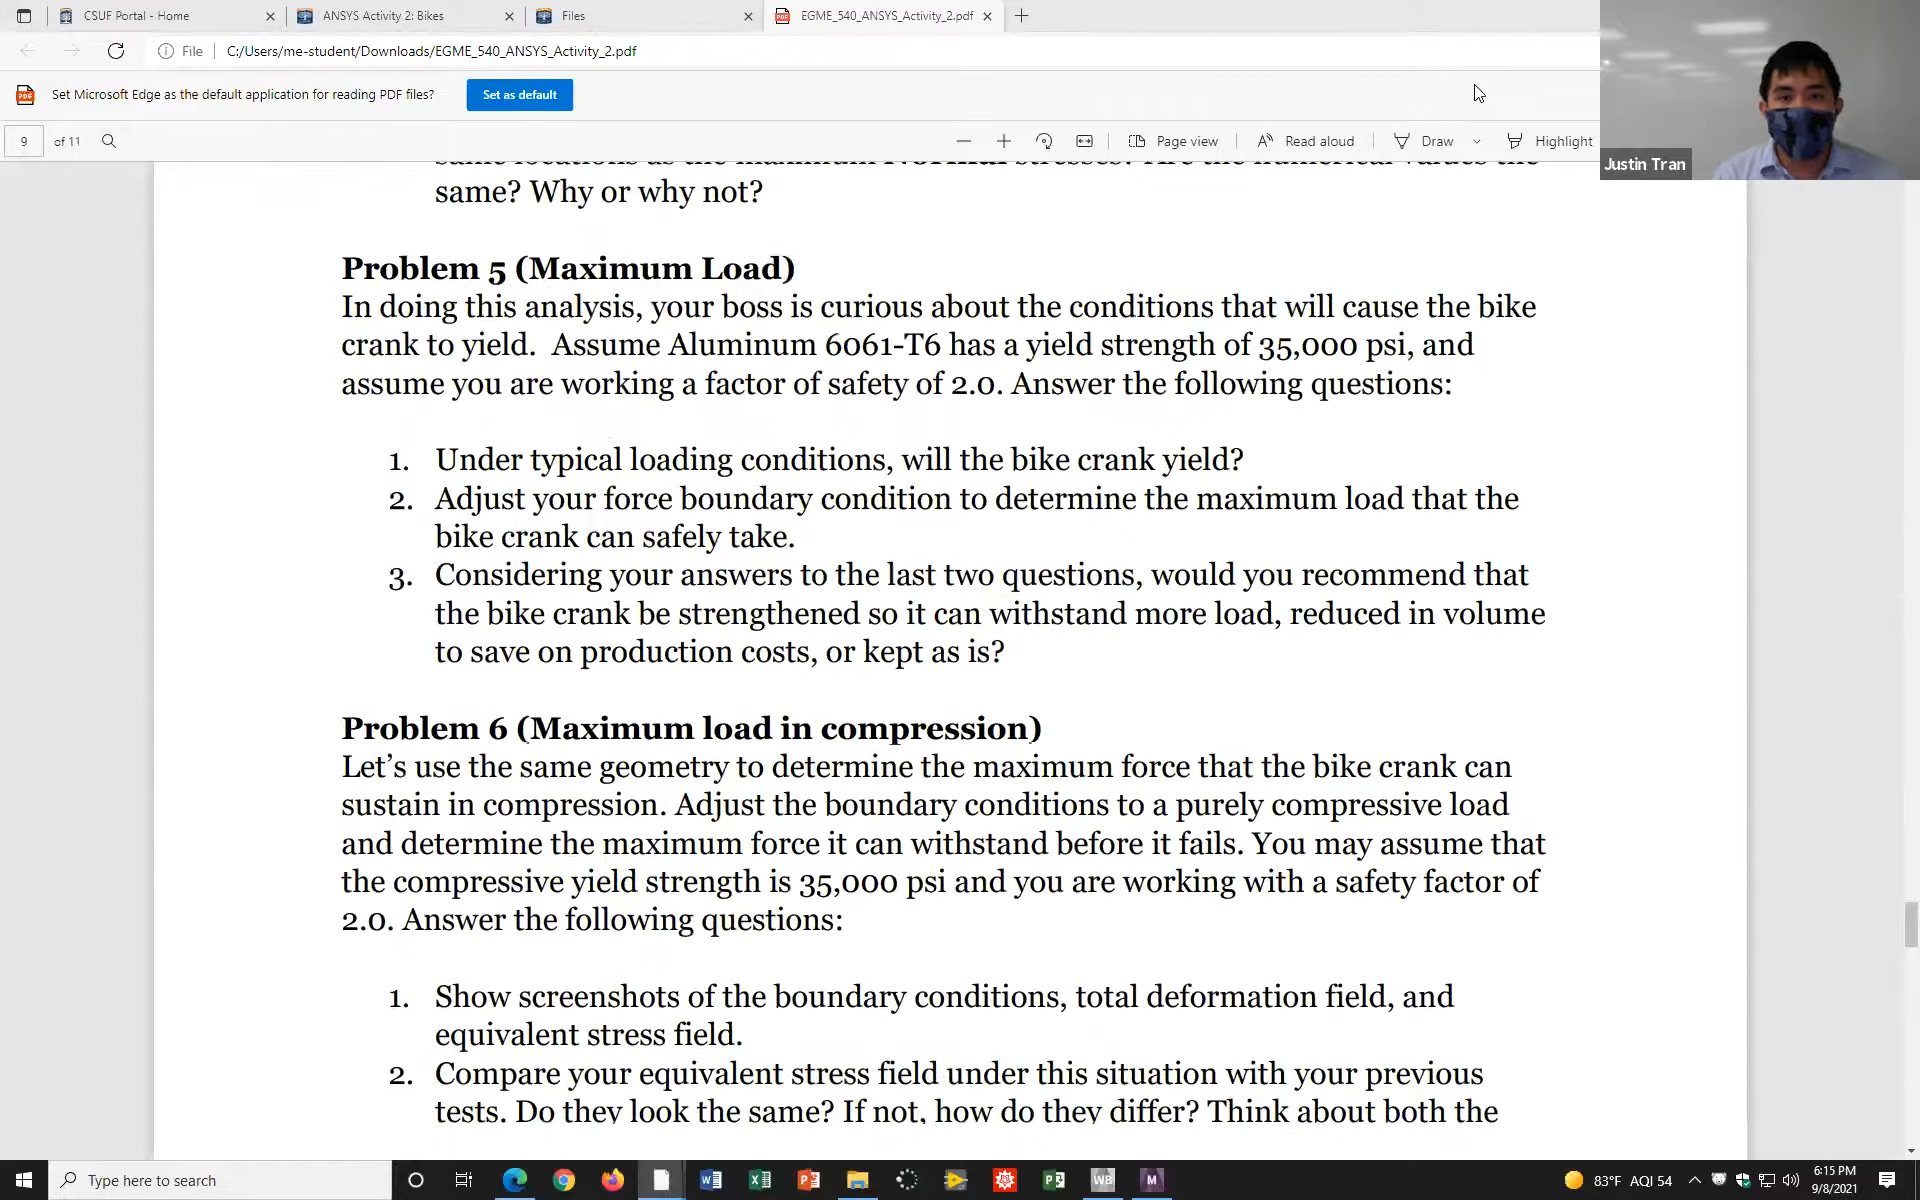 CSUF Portal - Home
ANSYS Activity 2: Bikes
Files
EGME_540_ANSYS_Activity_2.pdf
File
C:/Users/me-student/Downloads/EGME_540_ANSYS_Activity_2.pdf
Set Microsoft Edge as the default application for reading PDF files?
Set as default
9 of 11
Page view
Read aloud
Draw
Highlight
Justin Tran
same locations as the maximum Normal stresses? Are the numerical values the
same? Why or why not?
Problem 5 (Maximum Load)
In doing this analysis, your boss is curious about the conditions that will cause the bike
crank to yield. Assume Aluminum 6061-T6 has a yield strength of 35,000 psi, and
assume you are working a factor of safety of 2.0. Answer the following questions:
1. Under typical loading conditions, will the bike crank yield?
2. Adjust your force boundary condition to determine the maximum load that the
bike crank can safely take.
3. Considering your answers to the last two questions, would you recommend that
the bike crank be strengthened so it can withstand more load, reduced in volume
to save on production costs, or kept as is?
Problem 6 (Maximum load in compression)
Let’s use the same geometry to determine the maximum force that the bike crank can
sustain in compression. Adjust the boundary conditions to a purely compressive load
and determine the maximum force it can withstand before it fails. You may assume that
the compressive yield strength is 35,000 psi and you are working with a safety factor of
2.0. Answer the following questions:
1. Show screenshots of the boundary conditions, total deformation field, and
equivalent stress field.
2. Compare your equivalent stress field under this situation with your previous
tests. Do they look the same? If not, how do they differ? Think about both the
Type here to search
83°F AQI 54
6:15 PM
9/8/2021